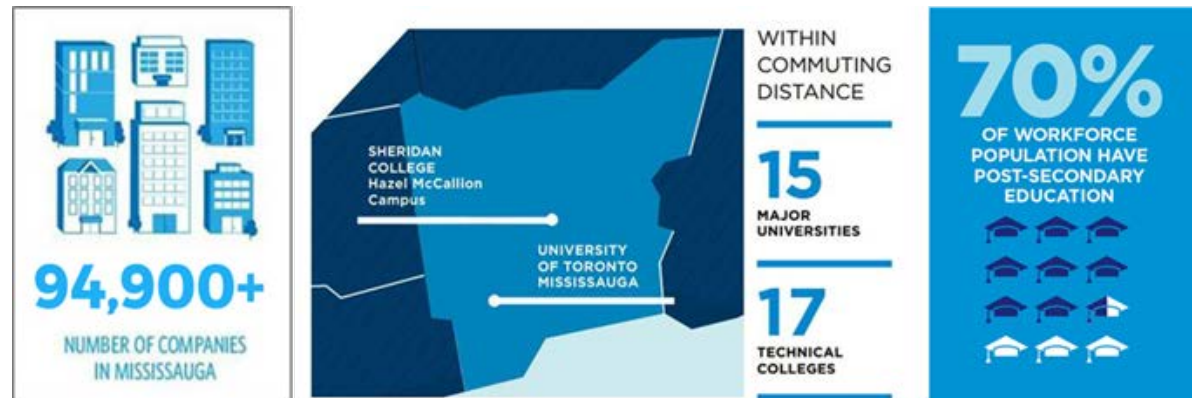 94,900+
NUMBER OF COMPANIES
IN MISSISSAUGA
SHERIDAN
COLLEGE
Hazel McCallion
Campus
UNIVERSITY
OF TORONTO
MISSISSAUGA
WITHIN
COMMUTING
DISTANCE
15
MAJOR
UNIVERSITIES
17
TECHNICAL
COLLEGES
70%
OF WORKFORCE
POPULATION HAVE
POST-SECONDARY
EDUCATION